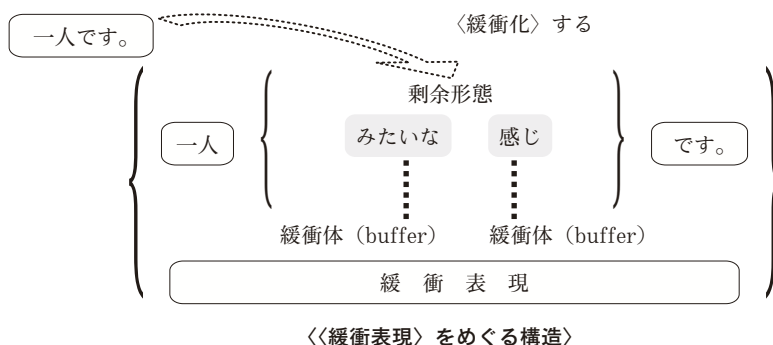 一人です。
〈緩衝化〉する
剰余形態
一人
みたいな
感じ
です。
緩衝体（buffer）
緩衝体（buffer）
緩衝表現
〈〈緩衝表現〉をめぐる構造〉